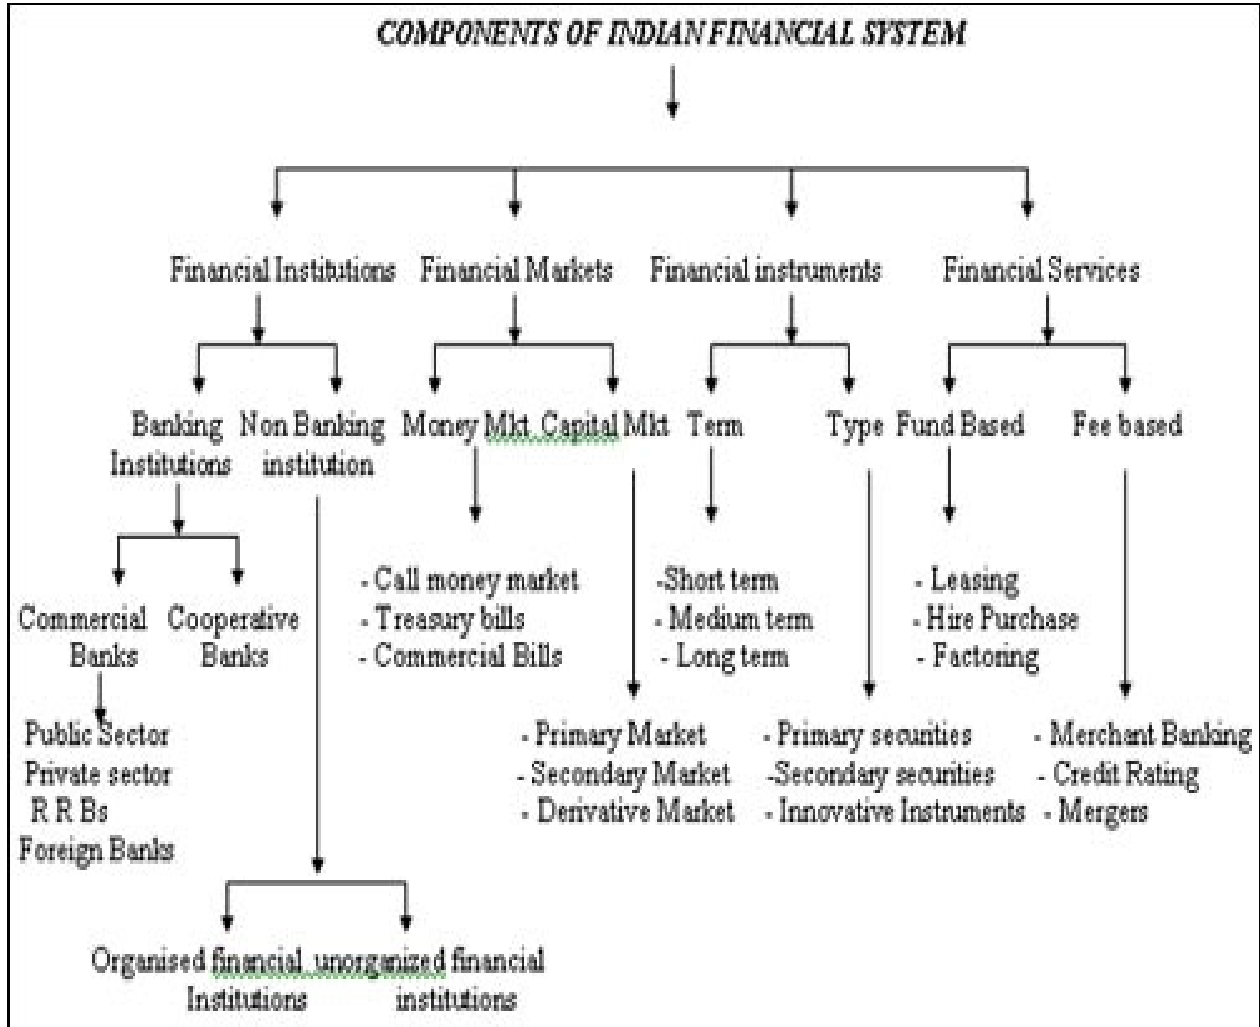 COMPONENTS OF INDIAN FINANCIAL SYSTEM
Financial Institutions Financial Markets Financial instruments Financial Services
Banking Institutions
Non Banking institution
Money Mkt Capital Mkt Term Type Fund Based Fee based
Commercial Banks
Cooperative Banks
- Call money market
- Treasury bills
- Commercial Bills
-Short term
- Medium term
- Long term
- Leasing
- Hire Purchase
- Factoring
Public Sector
Private sector
R R Bs
Foreign Banks
- Primary Market
- Secondary Market
- Derivative Market
- Primary securities
-Secondary securities
- Innovative Instruments
- Merchant Banking
- Credit Rating
- Mergers
Organised financial Institutions
unorganized financial institutions